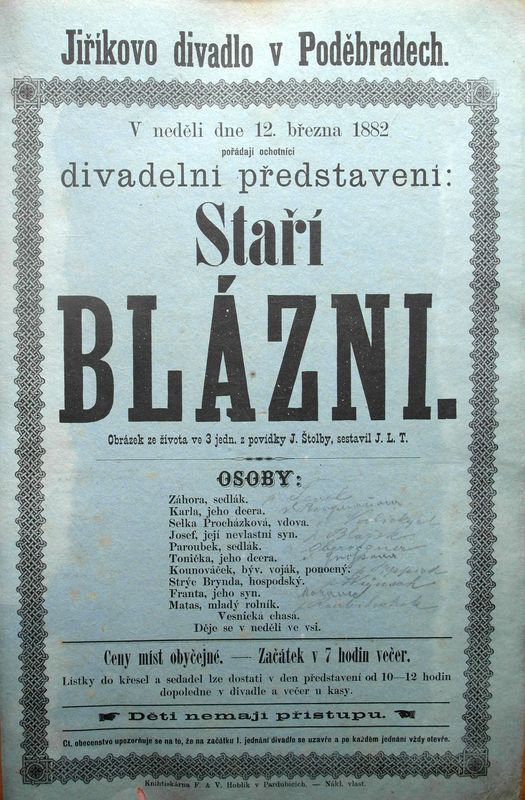 Jiříkovo divadlo v Poděbradech.
V neděli dne 12. března 1882
pořádají ochotníci
divadelní představení:
Staří
BLÁZNI.
Obrázek ze života ve 3 jedn. z povídky J. Štolby, sestavil J. L. T.
OSOBY:
Záhora, sedlák.
Karla, jeho dcera.
Selka Procházková, vdova.
Josef, její nevlastní syn.
Paroubek, sedlák.
Tonička, jeho dcera.
Kounováček, býv. voják, ponocný.
Strýc Brynda, hospodský.
Franta, jeho syn.
Matas, mladý rolník.
Vesnická chasa.
Děje se v neděli ve vsi.
Ceny míst obyčejné. — Začátek v 7 hodin večer.
Lístky do křesel a sedadel lze dostati v den představení od 10—12 hodin
dopoledne v divadle a večer u kasy.
Děti nemají přístupu.
Ct. obecenstvo upozorňuje se na to, že na začátku I. jednání divadlo se uzavře a po každém jednání vždy otevře.
Knihtiskárna F. & V. Hoblík v Pardubicích. — Nákl. vlast.